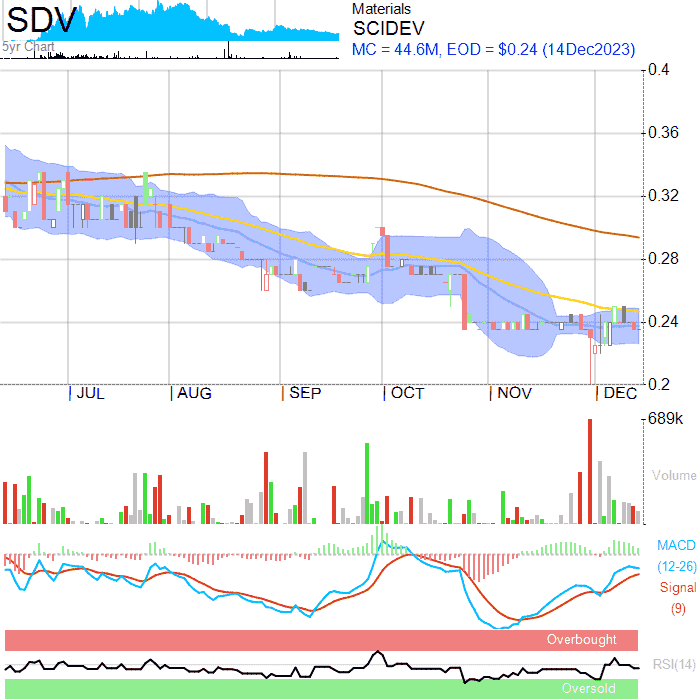 SDV
Materials
SCIDEV
MC = 44.6M, EOD = $0.24 (14Dec2023)
5yr Chart
0.4
0.36
0.32
0.28
0.24
0.2
JUL AUG SEP OCT NOV DEC
689k
Volume
MACD
(12-26)
Signal
(9)
Overbought
RSI(14)
Oversold